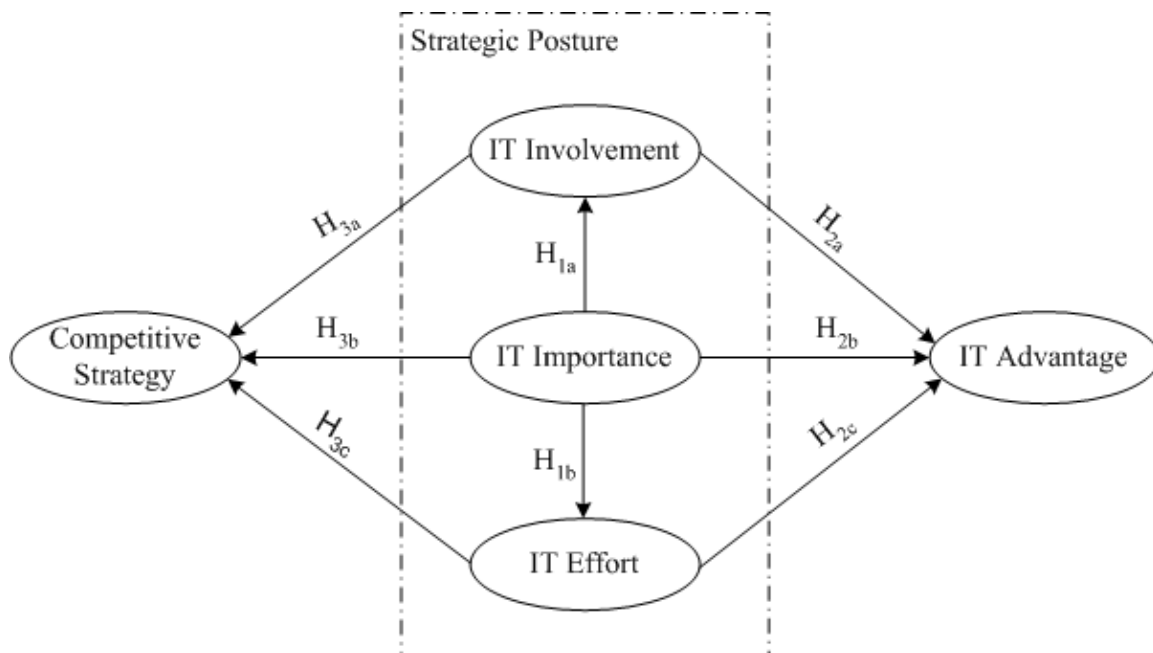 Strategic Posture
IT Involvement
H3a
H2a
H1a
Competitive
Strategy
H3b
IT Importance
H2b
IT Advantage
H3c
H1b
H2c
IT Effort